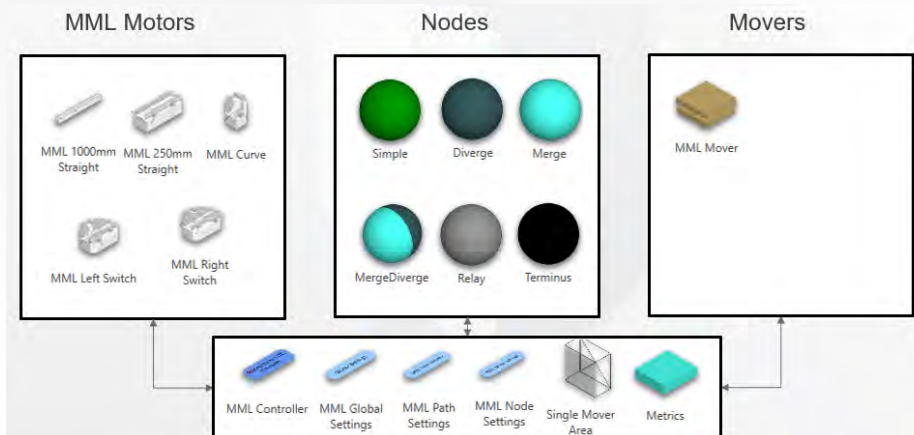 MML Motors
Nodes
Movers
MML 1000mm
Straight
MML 250mm
Straight
MML Curve
MML Left Switch
MML Right
Switch
Simple
Diverge
Merge
MergeDiverge
Relay
Terminus
MML Mover
MML Controller
MML Global
Settings
MML Path
Settings
MML Node
Settings
Single Mover
Area
Metrics